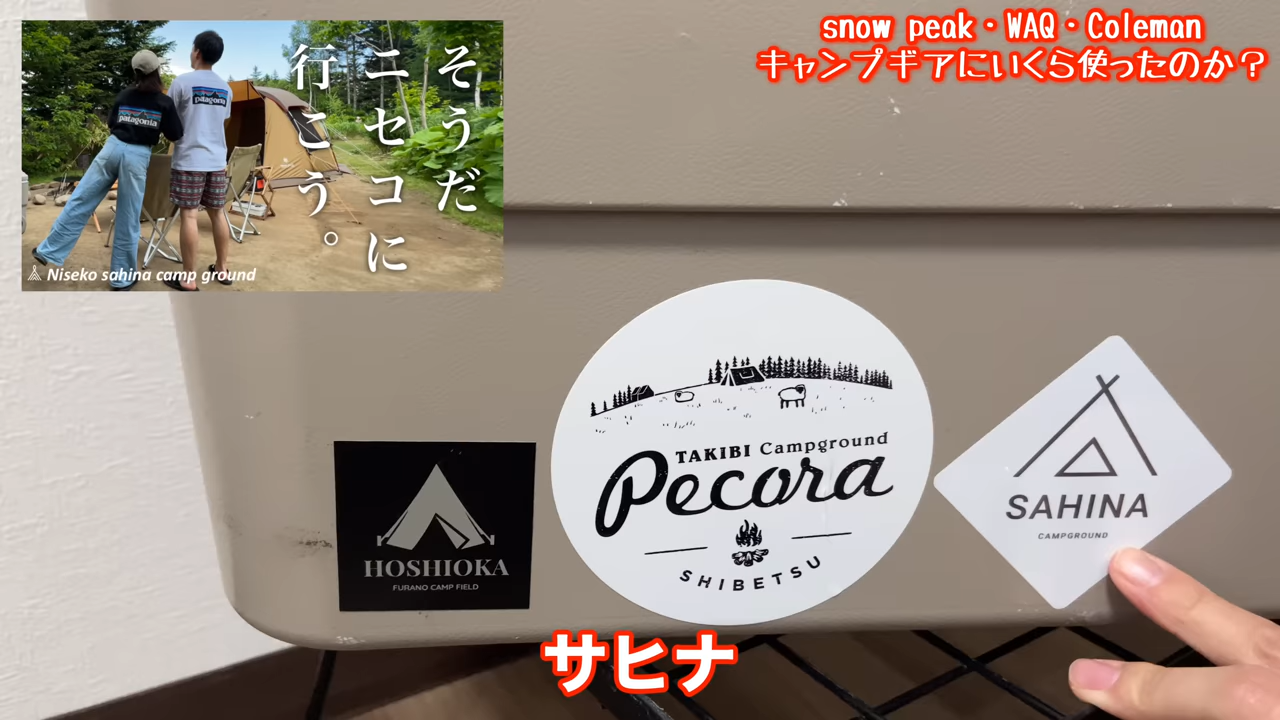 snow peak・WAQ・Coleman
キャンプギアにいくら使ったのか？
そうだ
ニセコに
行こう。
patagonia
patagonia
Niseko sahina camp ground
HOSHIOKA
FURANO CAMP FIELD
TAKIBI Campground
Pecora
SHIBETSU
SAHINA
CAMPGROUND
サヒナ